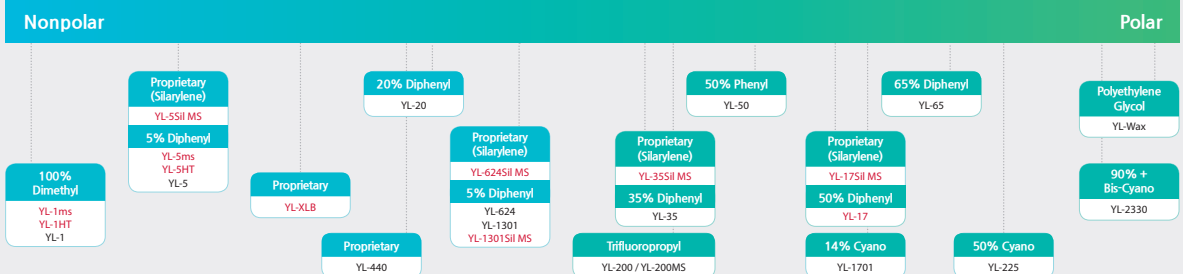 Nonpolar
Polar
100%
Dimethyl
YL-1ms
YL-1HT
YL-1
Proprietary
(Silarylene)
YL-5Sil MS
5% Diphenyl
YL-5ms
YL-5HT
YL-5
Proprietary
YL-XLB
20% Diphenyl
YL-20
Proprietary
YL-440
Proprietary
(Silarylene)
YL-624Sil MS
5% Diphenyl
YL-624
YL-1301
YL-1301Sil MS
Proprietary
(Silarylene)
YL-35Sil MS
35% Diphenyl
YL-35
Trifluoropropyl
YL-200 / YL-200MS
50% Phenyl
YL-50
Proprietary
(Silarylene)
YL-17Sil MS
50% Diphenyl
YL-17
14% Cyano
YL-1701
65% Diphenyl
YL-65
50% Cyano
YL-225
Polyethylene
Glycol
YL-Wax
90% +
Bis-Cyano
YL-2330